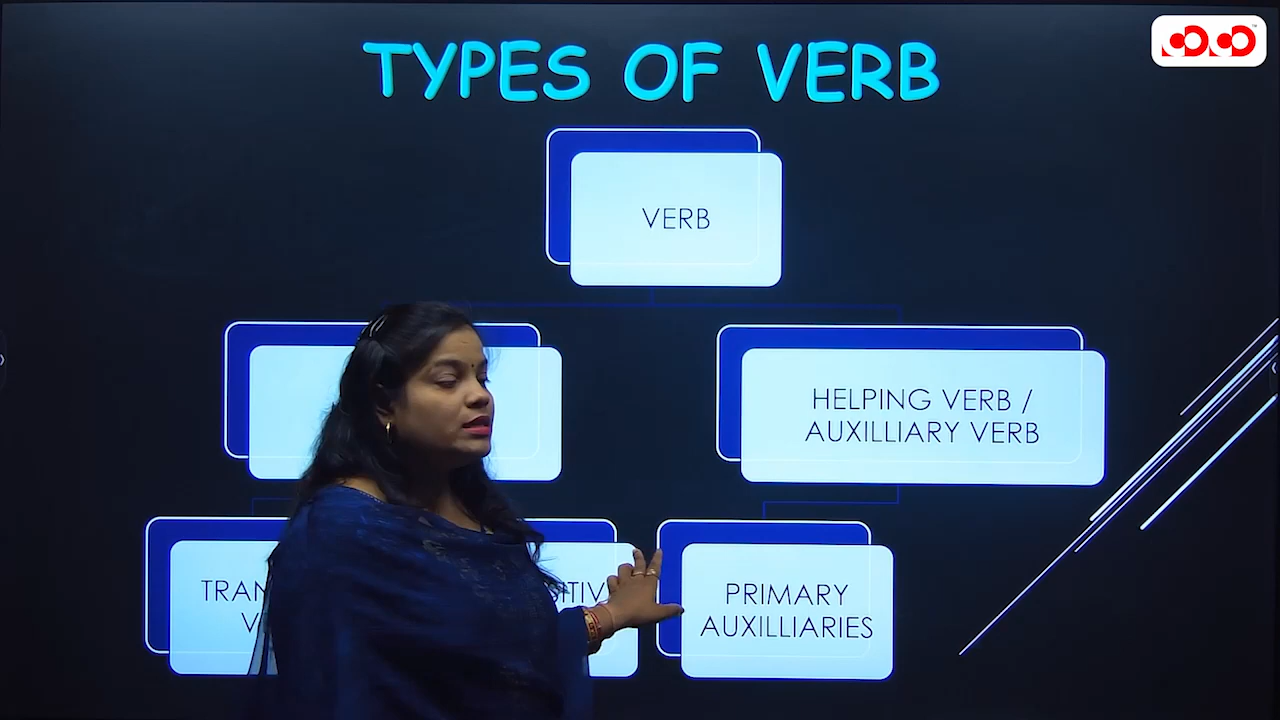 TYPES OF VERB
VERB
HELPING VERB /
AUXILLIARY VERB
PRIMARY
AUXILLIARIES